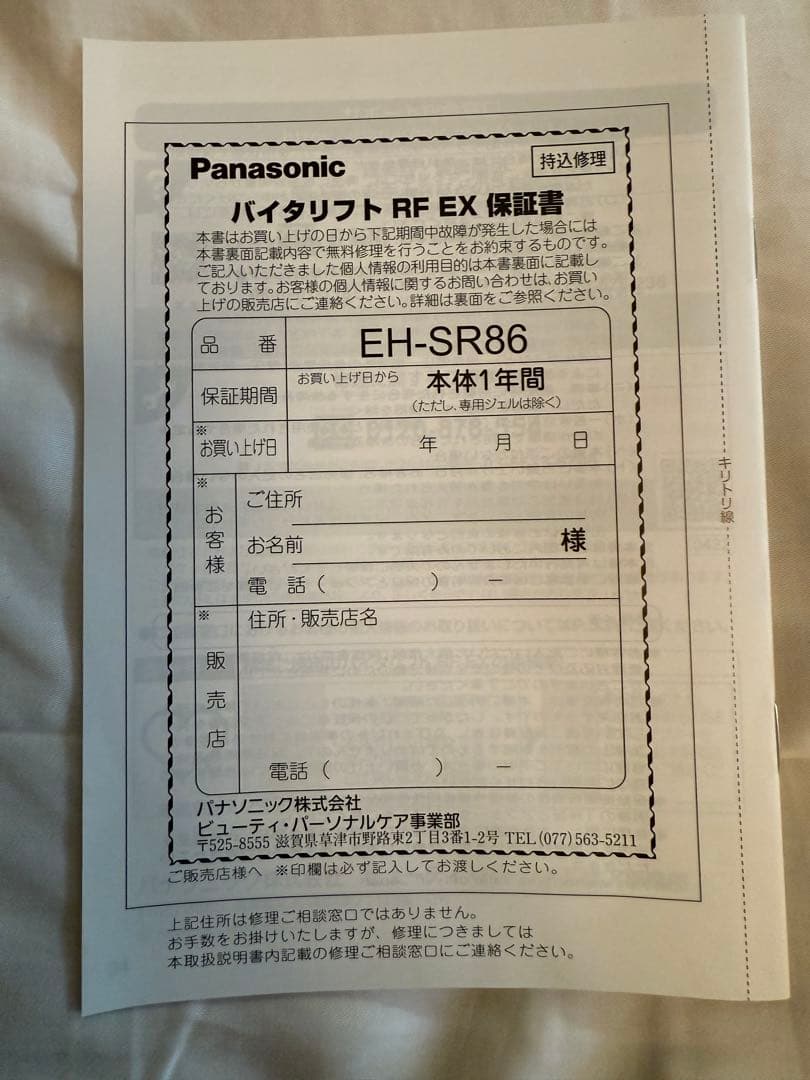 Panasonic
持込修理
バイタリフト RF EX 保証書
本書はお買い上げの日から下記期間中故障が発生した場合には
本書裏面記載内容で無料修理を行うことをお約束するものです。
ご記入いただきました個人情報の利用目的は本書裏面に記載し
ております。お客様の個人情報に関するお問い合わせは、お買い
上げの販売店にご連絡ください。詳細は裏面をご参照ください。
品 番 EH-SR86
保証期間 お買い上げ日から 本体1年間
(ただし、専用ジェルは除く)
※お買い上げ日 年 月 日
※お客様
ご住所
お名前 様
電 話 ( ) －
※販売店
住所・販売店名
電話 ( ) －
パナソニック株式会社
ビューティ・パーソナルケア事業部
〒525-8555 滋賀県草津市野路東2丁目3番1-2号 TEL (077) 563-5211
ご販売店様へ ※印欄は必ず記入してお渡しください。
上記住所は修理ご相談窓口ではありません。
お手数をお掛けいたしますが、修理につきましては
本取扱説明書内記載の修理ご相談窓口にご連絡ください。
キリトリ線